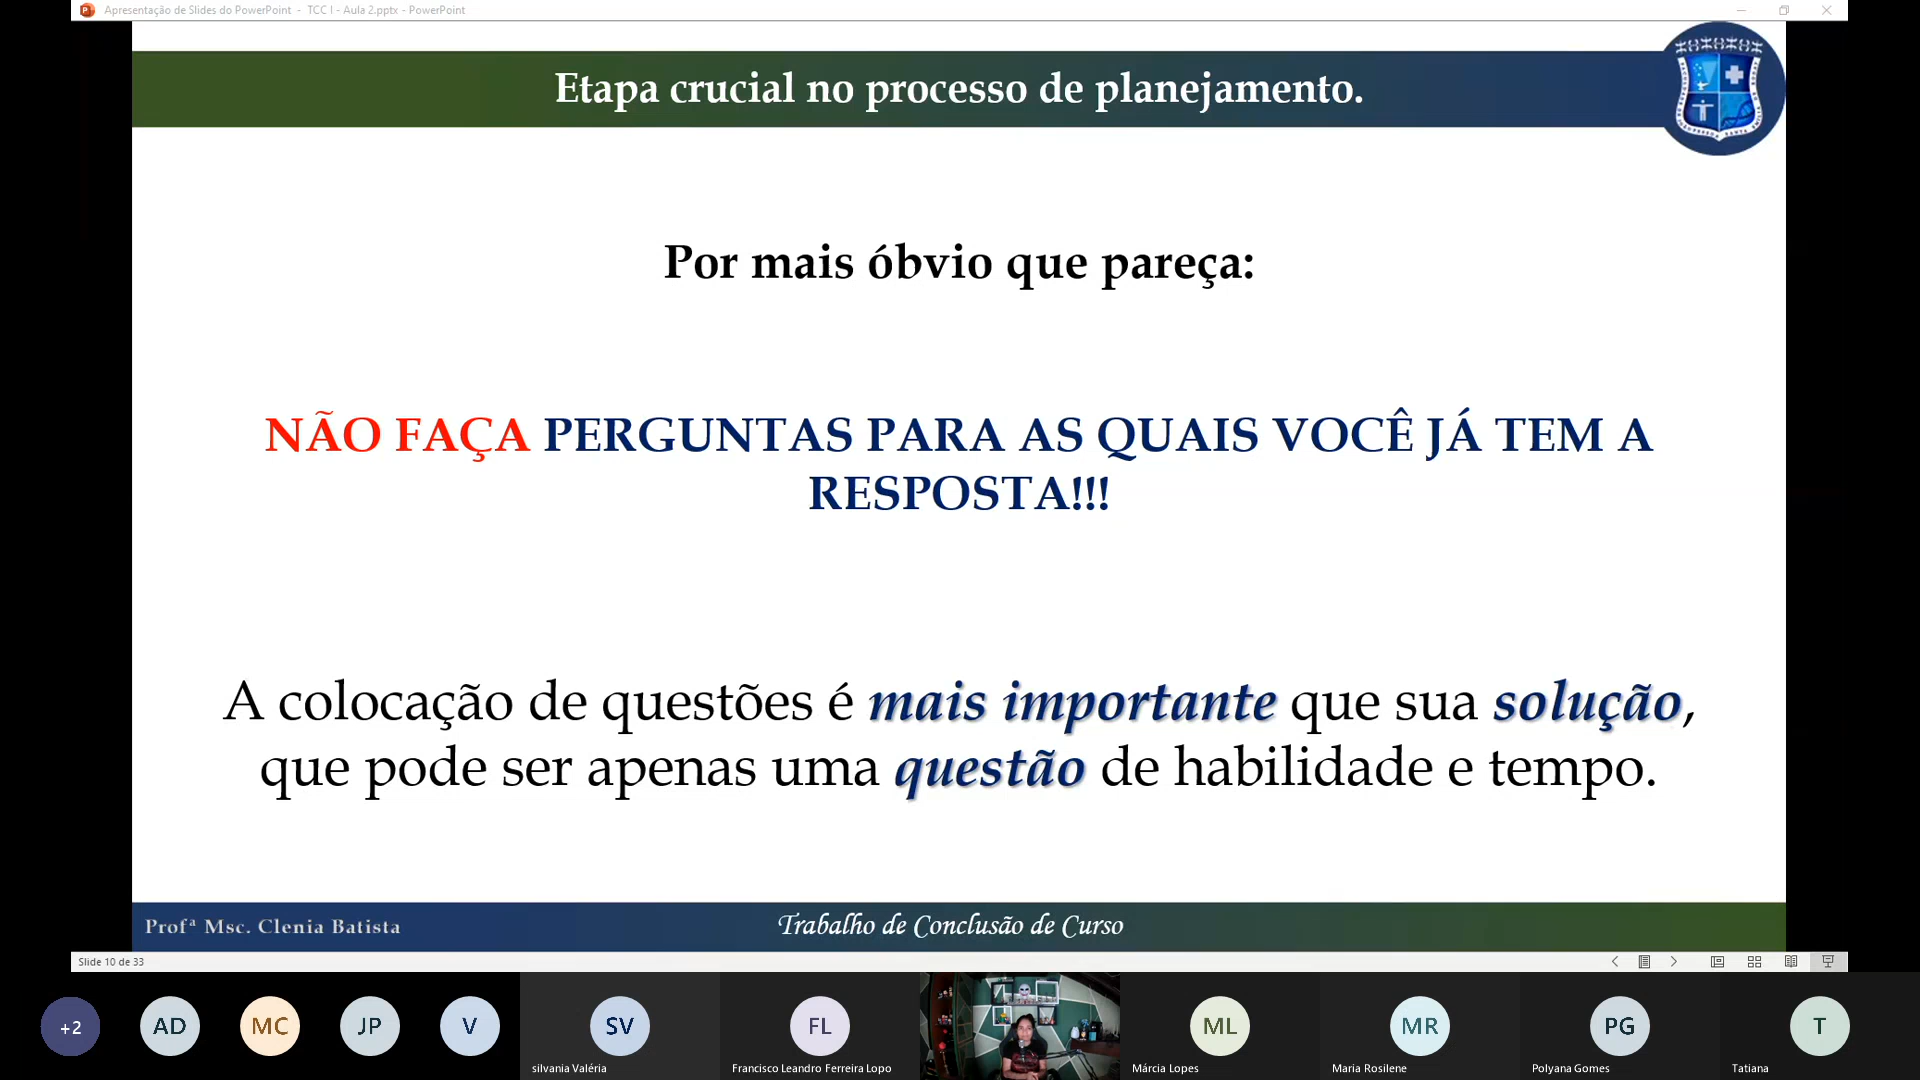 Apresentação de Slides do PowerPoint - TCC I - Aula 2.pptx - PowerPoint
Etapa crucial no processo de planejamento.
Por mais óbvio que pareça:
NÃO FAÇA PERGUNTAS PARA AS QUAIS VOCÊ JÁ TEM A
RESPOSTA!!!
A colocação de questões é mais importante que sua solução,
que pode ser apenas uma questão de habilidade e tempo.
Profª Msc. Clenia Batista
Trabalho de Conclusão de Curso
Slide 10 de 33
+2
AD
MC
JP
V
SV
FL
ML
MR
PG
T
silvania Valéria
Francisco Leandro Ferreira Lopo
Márcia Lopes
Maria Rosilene
Polyana Gomes
Tatiana